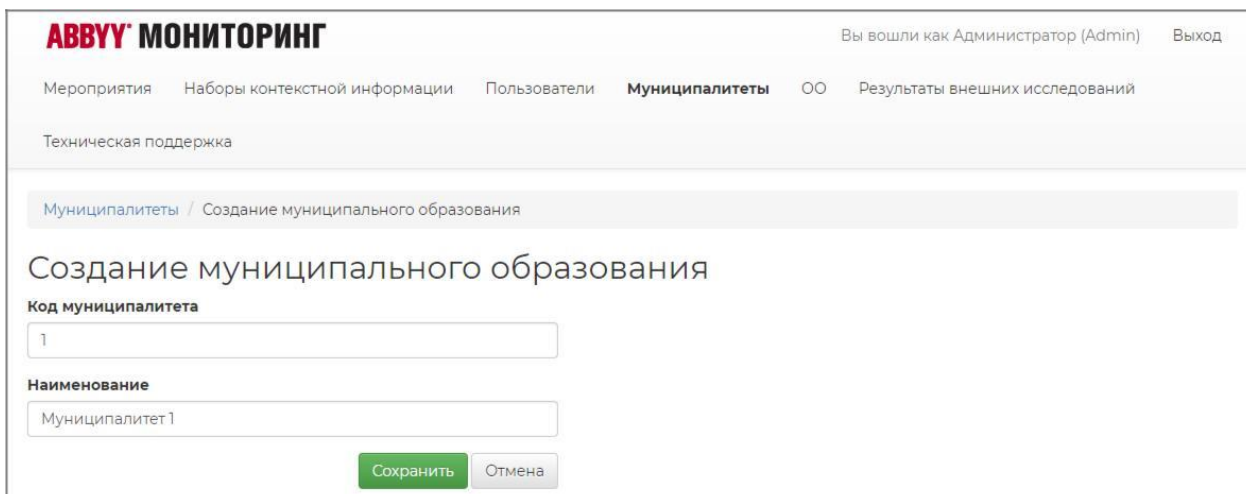 ABBYY® МОНИТОРИНГ Вы вошли как Администратор (Admin) Выход
Мероприятия Наборы контекстной информации Пользователи Муниципалитеты ОО Результаты внешних исследований
Техническая поддержка
Муниципалитеты / Создание муниципального образования
Создание муниципального образования
Код муниципалитета
1
Наименование
Муниципалитет 1
Сохранить Отмена